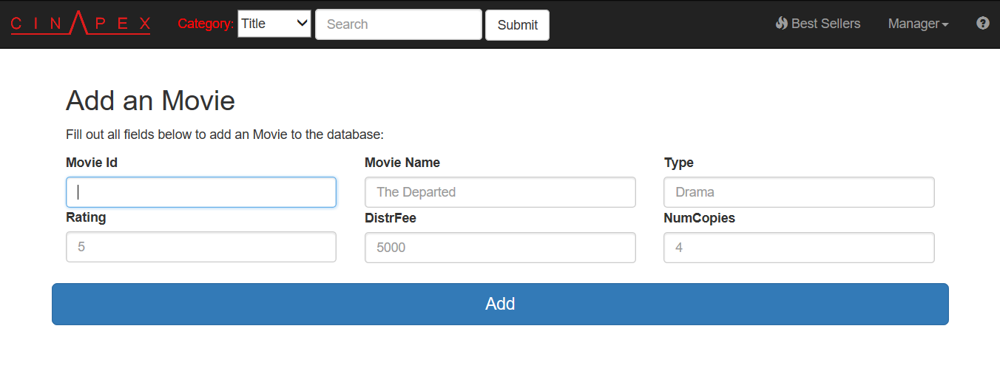 CINAPEX Category: Title Search Submit Best Sellers Manager ?
Add an Movie
Fill out all fields below to add an Movie to the database:
Movie Id Movie Name Type
The Departed Drama
Rating DistrFee NumCopies
5 5000 4
Add